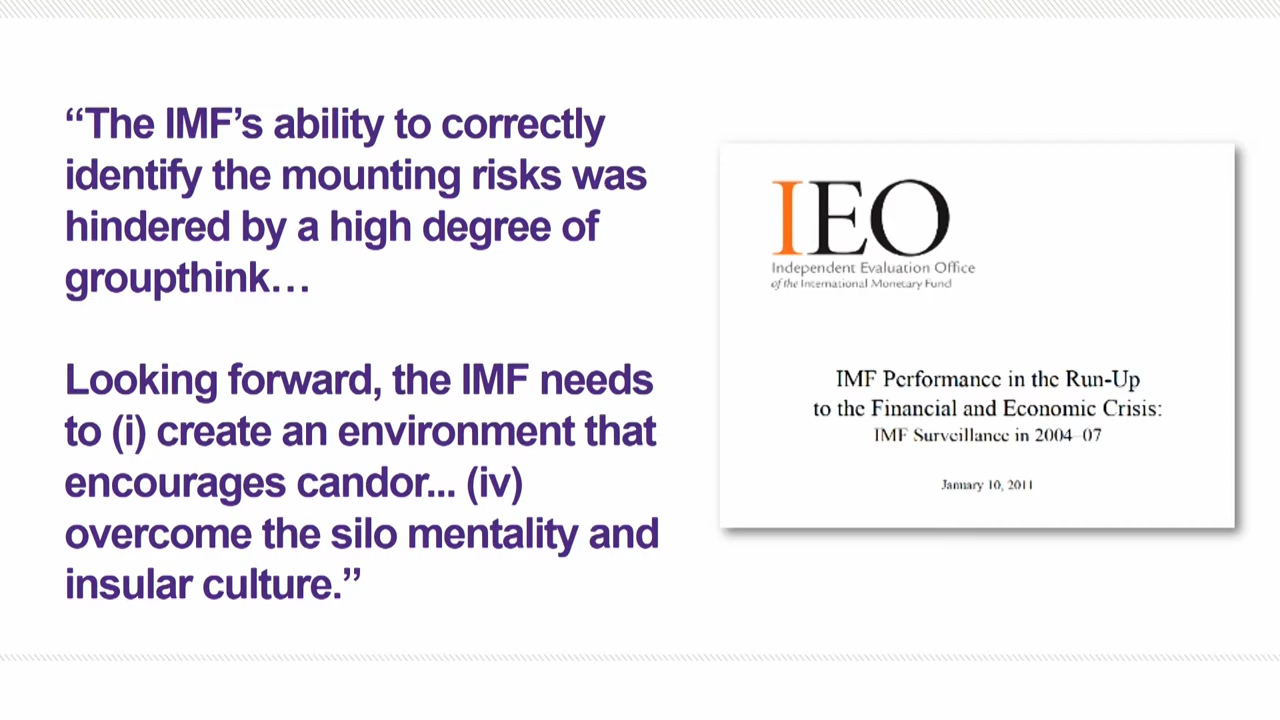 “The IMF’s ability to correctly
identify the mounting risks was
hindered by a high degree of
groupthink…
Looking forward, the IMF needs
to (i) create an environment that
encourages candor... (iv)
overcome the silo mentality and
insular culture.”
IEO
Independent Evaluation Office
of the International Monetary Fund
IMF Performance in the Run-Up
to the Financial and Economic Crisis:
IMF Surveillance in 2004–07
January 10, 2011